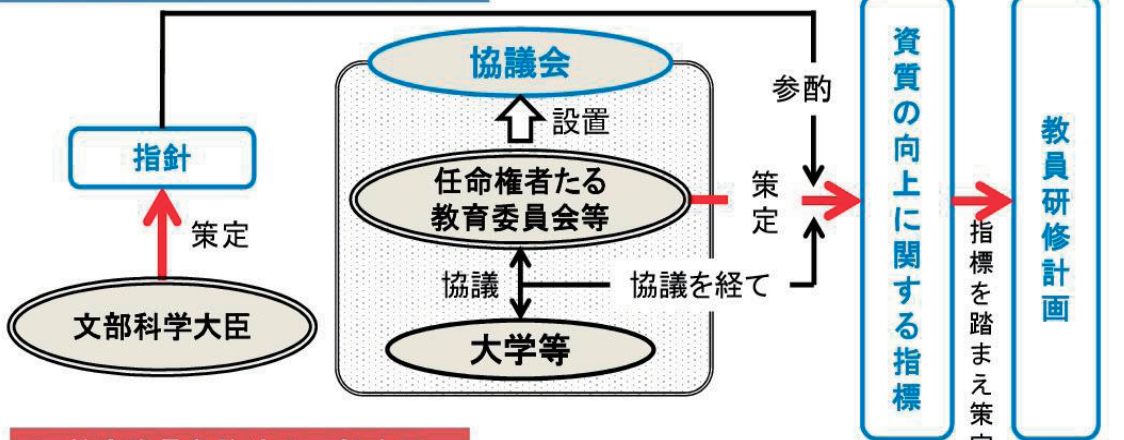 協議会
設置
参酌
指針
任命権者たる
教育委員会等
策定
策定
協議
協議を経て
文部科学大臣
大学等
資質の向上に関する指標
指標を踏まえ策定
教員研修計画